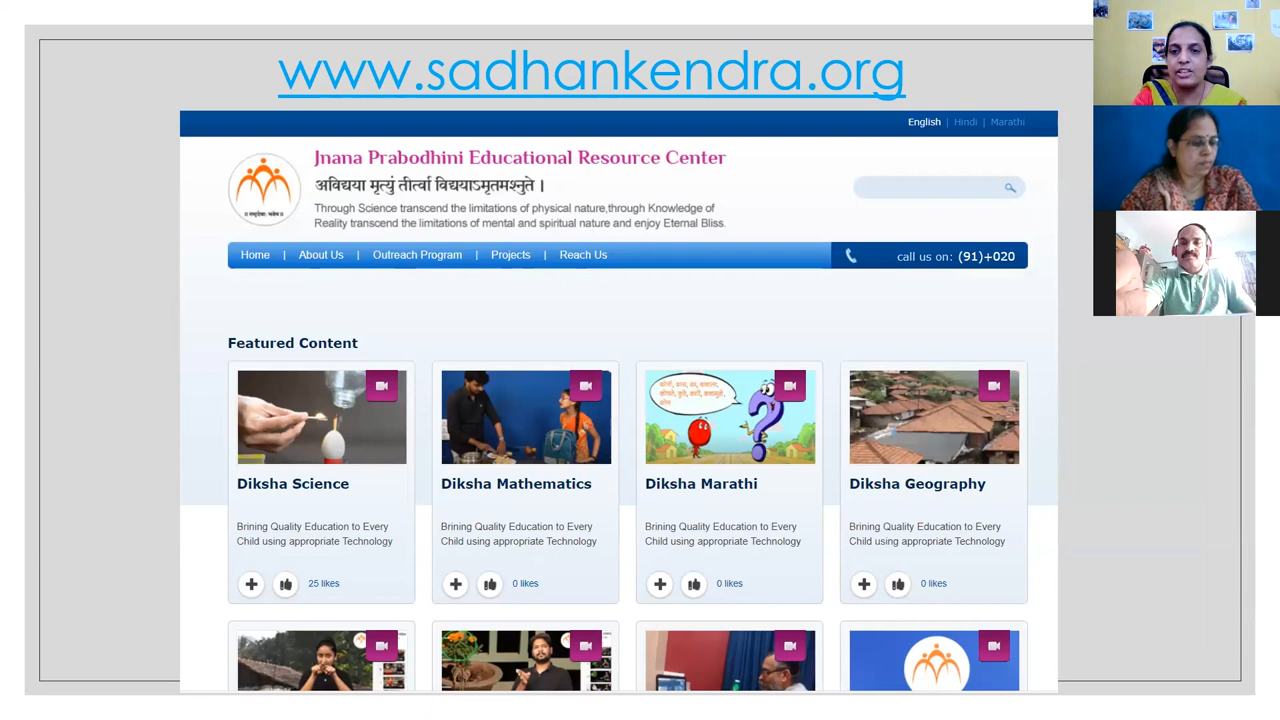 www.sadhankendra.org
English | Hindi | Marathi
Jnana Prabodhini Educational Resource Center
अविद्यया मृत्युं तीर्त्वा विद्ययाऽमृतमश्नुते ।
Through Science transcend the limitations of physical nature,through Knowledge of
Reality transcend the limitations of mental and spiritual nature and enjoy Eternal Bliss.
Home | About Us | Outreach Program | Projects | Reach Us
call us on: (91)+020
Featured Content
Diksha Science
Brining Quality Education to Every
Child using appropriate Technology
25 likes
Diksha Mathematics
Brining Quality Education to Every
Child using appropriate Technology
0 likes
Diksha Marathi
Brining Quality Education to Every
Child using appropriate Technology
0 likes
Diksha Geography
Brining Quality Education to Every
Child using appropriate Technology
0 likes